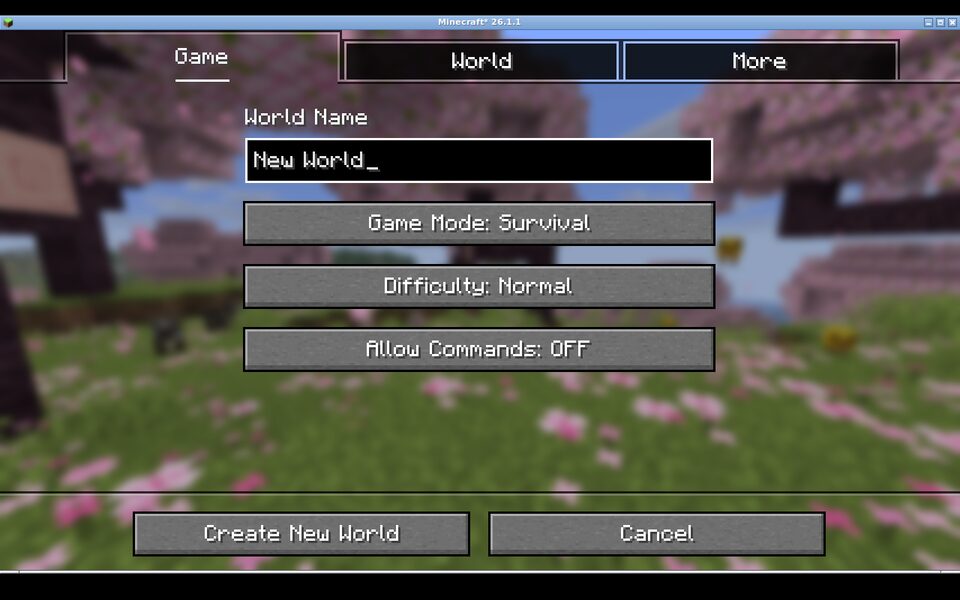 Minecraft* 26.1.1
Game
World
More
World Name
New World_
Game Mode: Survival
Difficulty: Normal
Allow Commands: OFF
Create New World
Cancel